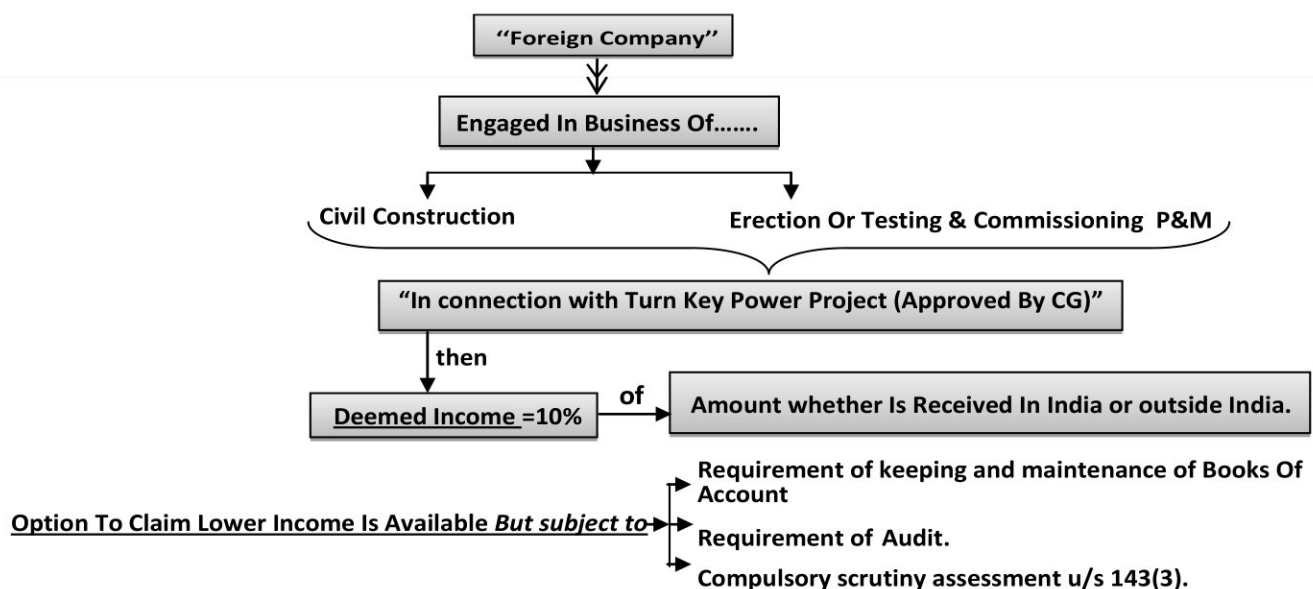 “Foreign Company”
Engaged In Business Of…….
Civil Construction
Erection Or Testing & Commissioning P&M
“In connection with Turn Key Power Project (Approved By CG)”
then
Deemed Income =10%
of
Amount whether Is Received In India or outside India.
Requirement of keeping and maintenance of Books Of
Account
Option To Claim Lower Income Is Available But subject to
Requirement of Audit.
Compulsory scrutiny assessment u/s 143(3).